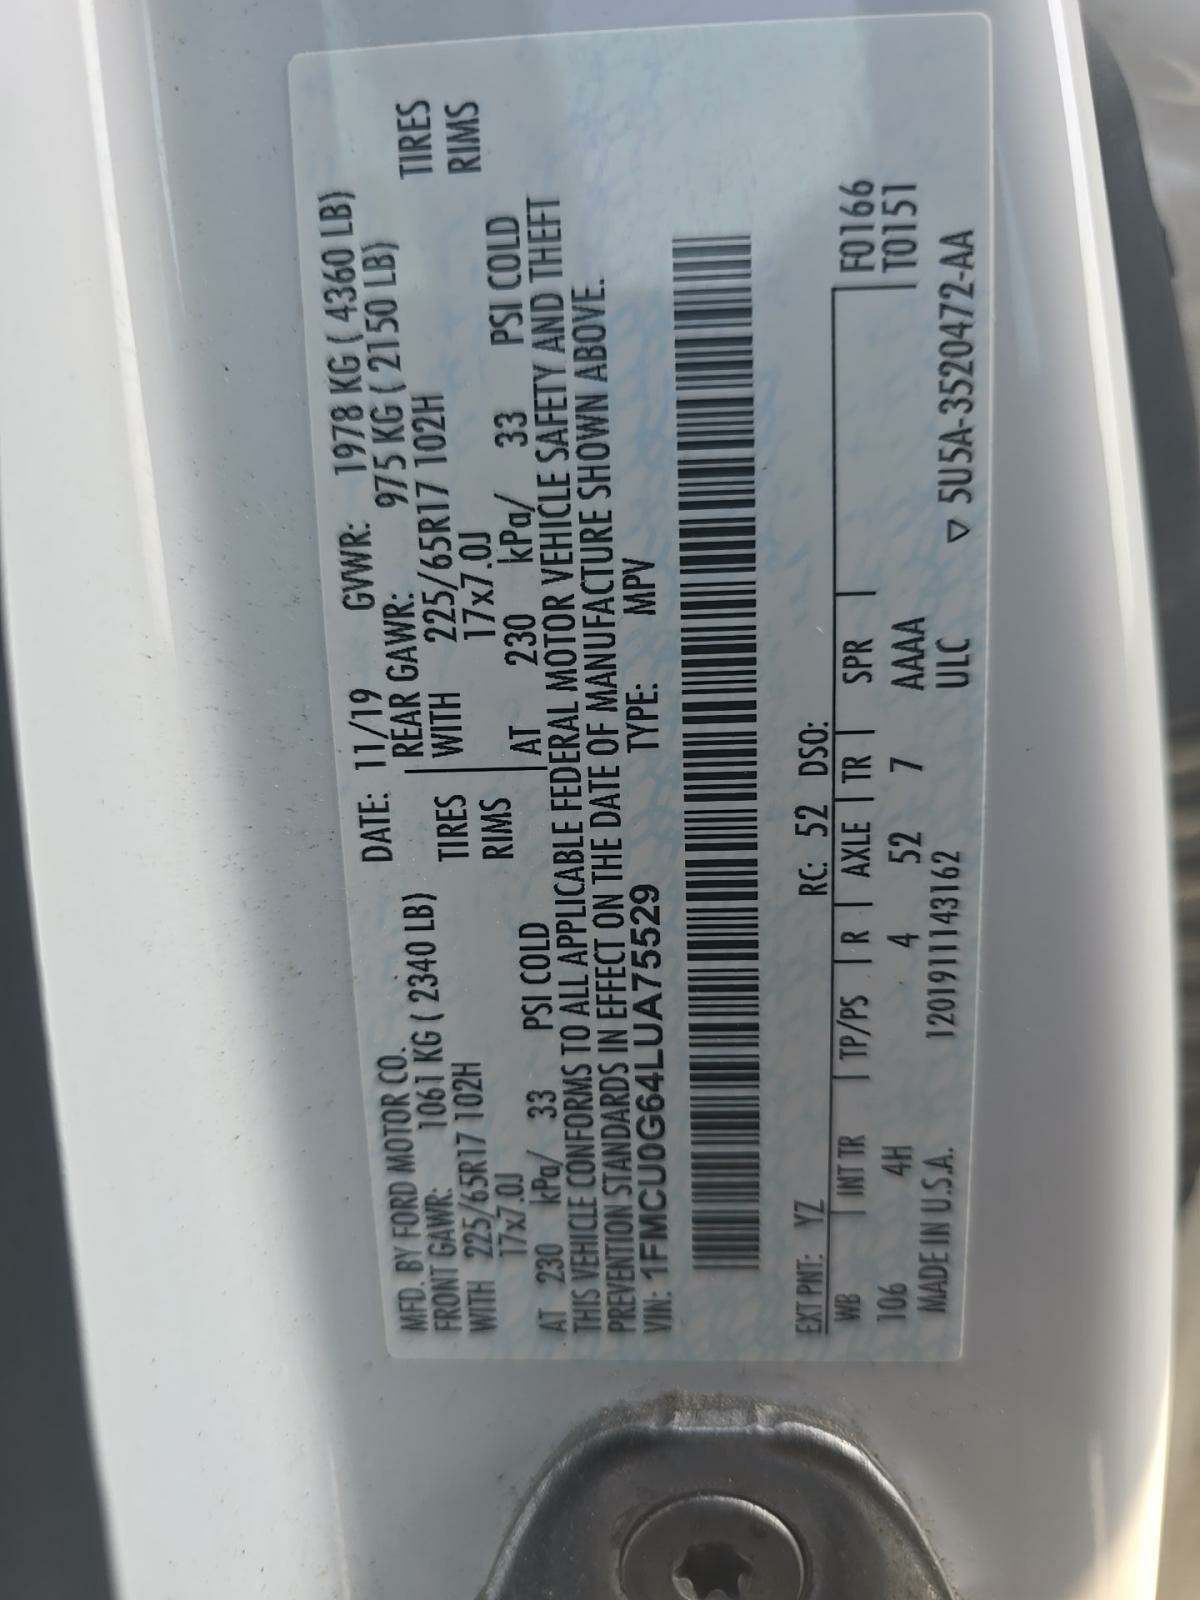 MFD. BY FORD MOTOR CO. DATE: 11/19 GVWR: 1978 KG ( 4360 LB)
FRONT GAWR: 1061 KG ( 2340 LB) REAR GAWR: 975 KG ( 2150 LB)
WITH 225/65R17 102H TIRES WITH 225/65R17 102H TIRES
17x7.0J RIMS 17x7.0J RIMS
AT 230 kPa/ 33 PSI COLD AT 230 kPa/ 33 PSI COLD
THIS VEHICLE CONFORMS TO ALL APPLICABLE FEDERAL MOTOR VEHICLE SAFETY AND THEFT
PREVENTION STANDARDS IN EFFECT ON THE DATE OF MANUFACTURE SHOWN ABOVE.
VIN: 1FMCU0G64LUA75529 TYPE: MPV
EXT PNT: YZ RC: 52 DSO:
WB | INT TR | TP/PS | R | AXLE | TR | SPR | F0166
106 4H 4 52 7 AAAA T0151
MADE IN U.S.A. 1201911143162 ULC ▽ 5U5A-3520472-AA